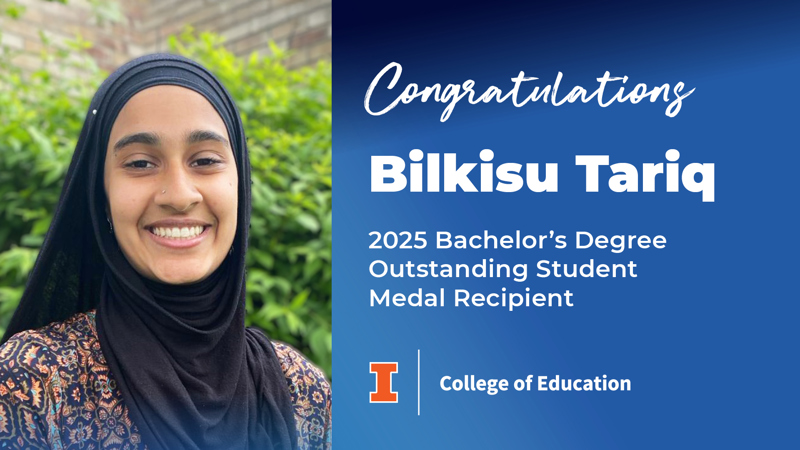 Congratulations
Bilkisu Tariq
2025 Bachelor’s Degree
Outstanding Student
Medal Recipient
I
College of Education